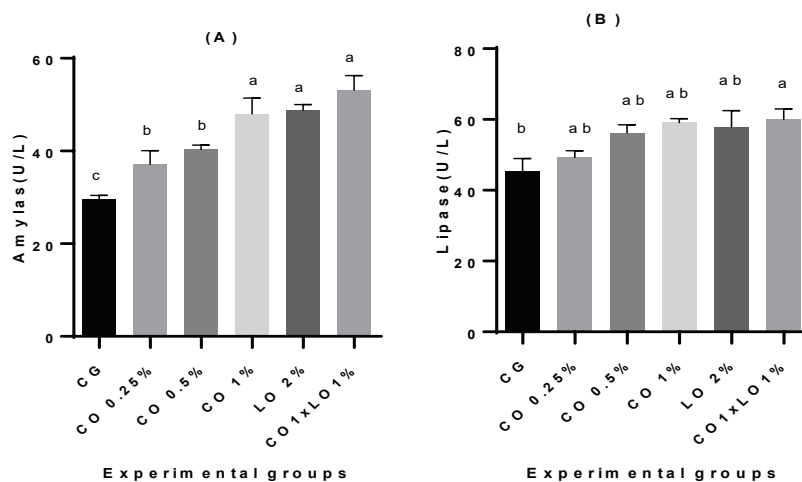 (A)
Amylas(U/L)
60
40
20
0
c
b
b
a
a
a
CG
CO 0.25%
CO 0.5%
CO 1%
LO 2%
CO1xLO1%
Experimental groups
(B)
Lipase(U/L)
80
60
40
20
0
b
ab
ab
ab
ab
a
CG
CO 0.25%
CO 0.5%
CO 1%
LO 2%
CO1xLO1%
Experimental groups